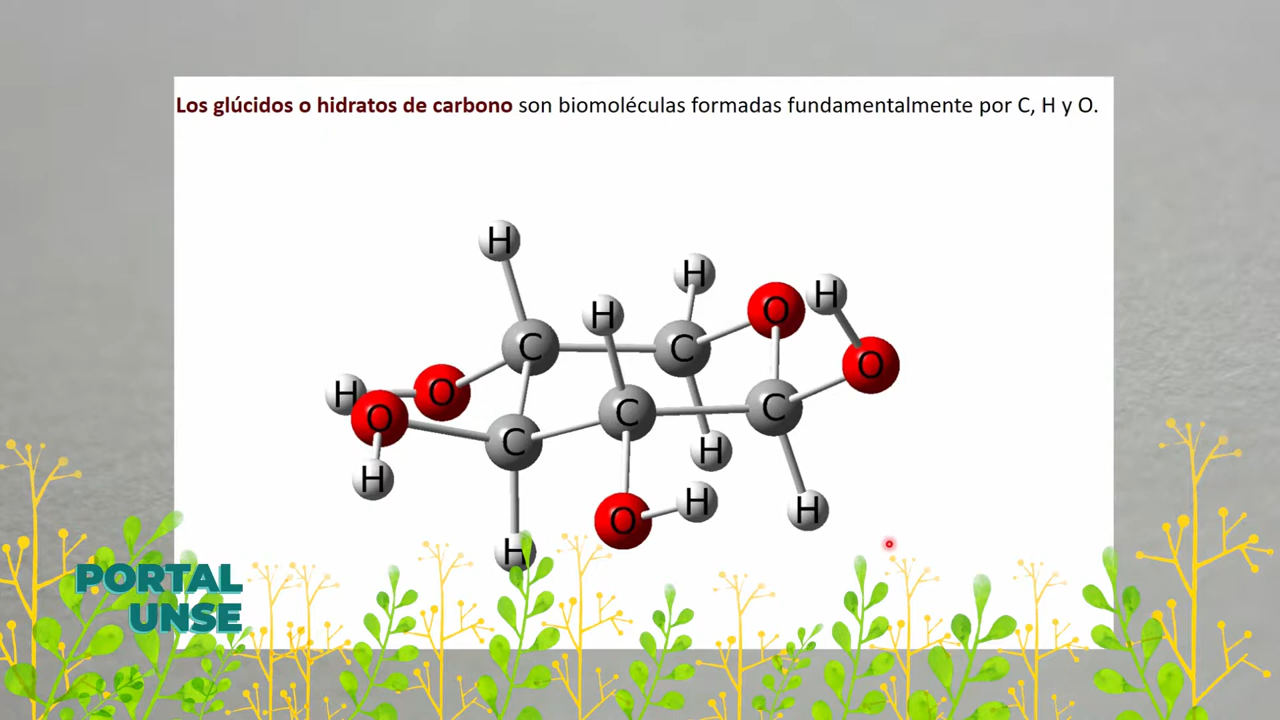 Los glúcidos o hidratos de carbono son biomoléculas formadas fundamentalmente por C, H y O.
H
H
H
O
H
C
C
O
H
O
O
C
C
C
H
H
H
O
H
H
H
PORTAL
UNSE